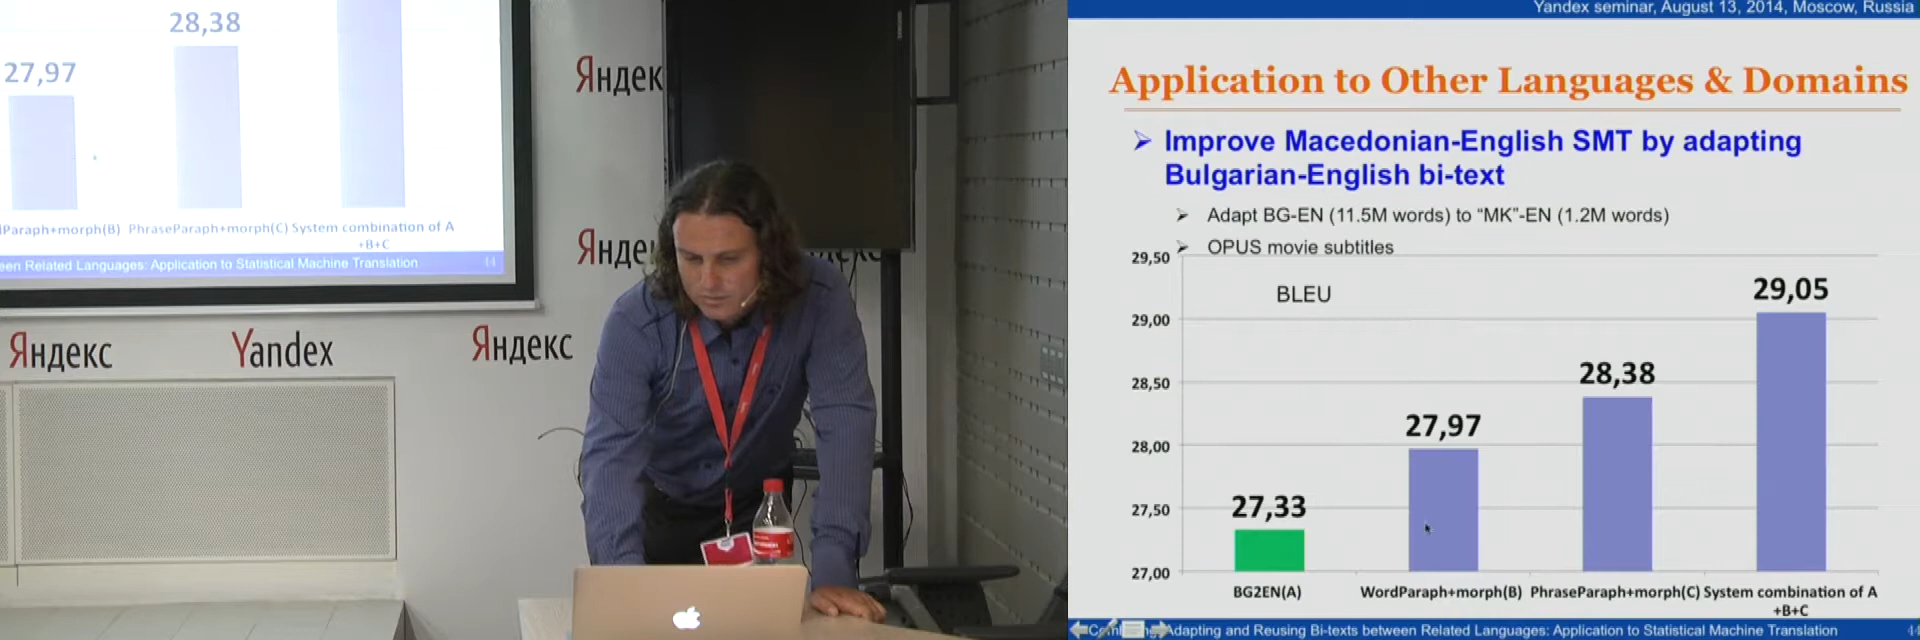 28,38
27,97
dParaph+morph(B) PhraseParaph+morph(C) System combination of A
+B+C
een Related Languages: Application to Statistical Machine Translation 44
Яндек
Янде
екс
Яндекс
Yandex
Яндекс
Yandex seminar, August 13, 2014, Moscow, Russia
Application to Other Languages & Domains
Improve Macedonian-English SMT by adapting
Bulgarian-English bi-text
Adapt BG-EN (11.5M words) to “MK”-EN (1.2M words)
OPUS movie subtitles
29,50
BLEU
29,05
29,00
28,38
28,50
27,97
28,00
27,33
27,50
27,00
BG2EN(A) WordParaph+morph(B) PhraseParaph+morph(C) System combination of A
+B+C
Adapting and Reusing Bi-texts between Related Languages: Application to Statistical Machine Translation